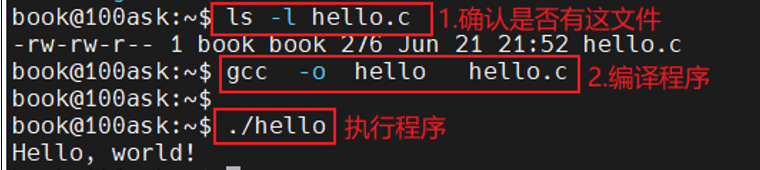 book@100ask:~$ ls -l hello.c 1.确认是否有这文件
-rw-rw-r-- 1 book book 276 Jun 21 21:52 hello.c
book@100ask:~$ gcc -o hello hello.c 2.编译程序
book@100ask:~$
book@100ask:~$ ./hello 执行程序
Hello, world!